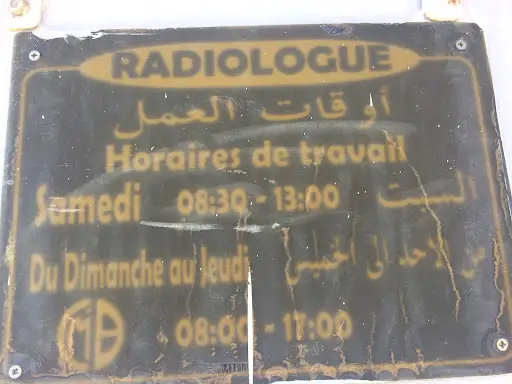 RADIOLOGUE
أوقات العمل
Horaires de travail
Samedi 08:30 - 13:00 السبت
Du Dimanche au Jeudi من الاحد الى الخميس
08:00 - 17:00